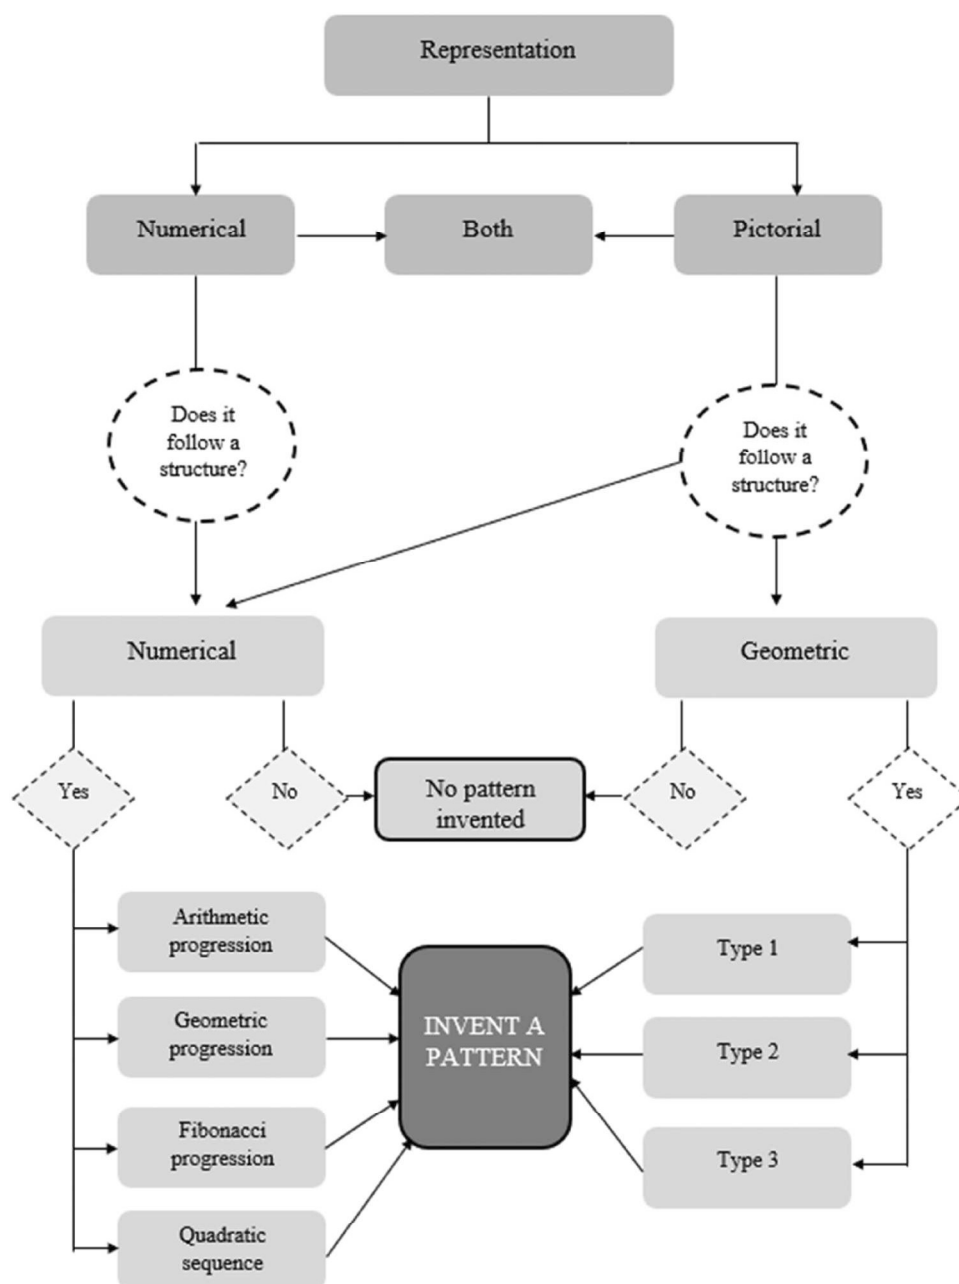 Representation
Numerical
Both
Pictorial
Does it
follow a
structure?
Does it
follow a
structure?
Numerical
Geometric
Yes
No
No pattern
invented
No
Yes
Arithmetic
progression
Geometric
progression
Fibonacci
progression
Quadratic
sequence
INVENT A
PATTERN
Type 1
Type 2
Type 3